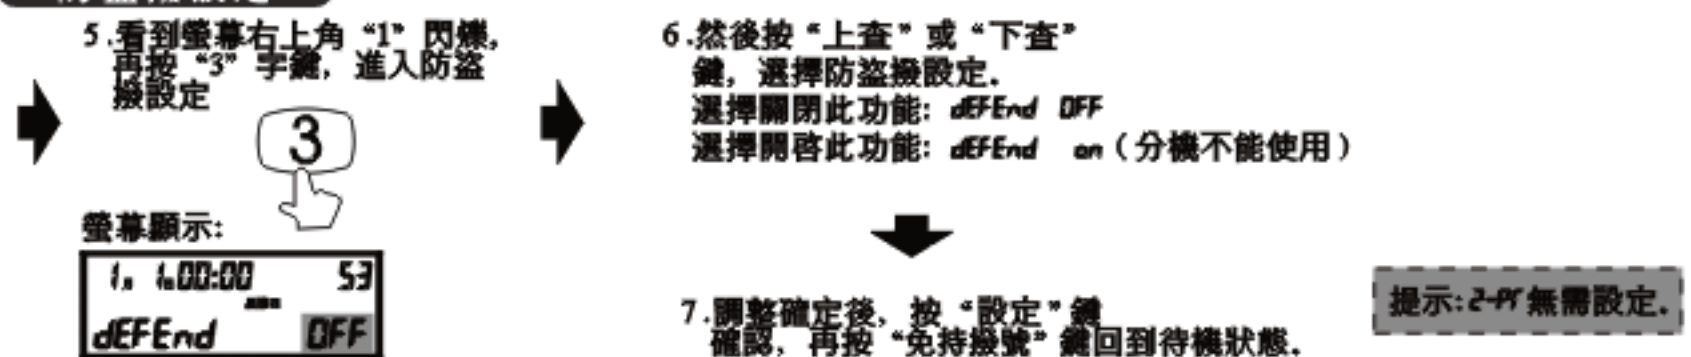 5.看到螢幕右上角“1”閃爍,
再按“3”字鍵, 進入防盜
撥設定
3
螢幕顯示:
1. 1.00:00 53
dEFEnd OFF
6.然後按“上查”或“下查”
鍵, 選擇防盜撥設定.
選擇關閉此功能: dEFEnd OFF
選擇開啓此功能: dEFEnd on(分機不能使用)
7.調整確定後, 按“設定”鍵
確認, 再按“免持撥號”鍵回到待機狀態.
提示:2-PF無需設定.